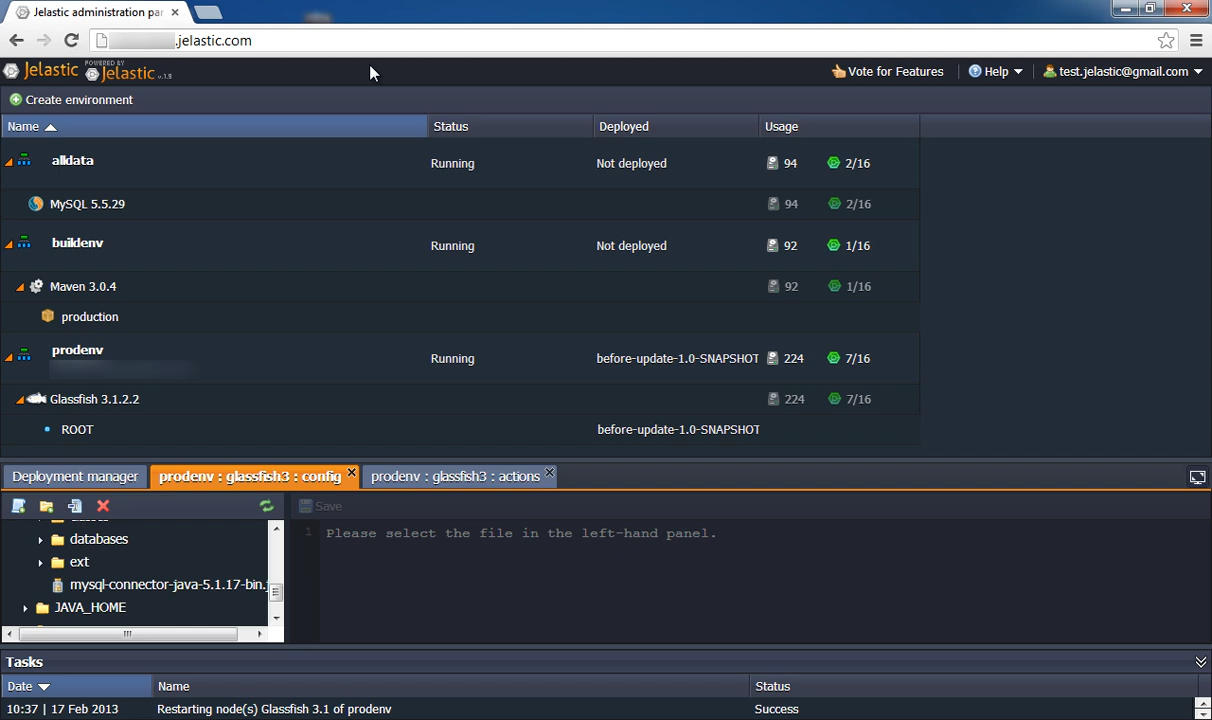 Jelastic administration par
.jelastic.com
Jelastic POWERED BY Jelastic v.1.9 Vote for Features Help test.jelastic@gmail.com
Create environment
Name Status Deployed Usage
alldata Running Not deployed 94 2/16
MySQL 5.5.29 94 2/16
buildenv Running Not deployed 92 1/16
Maven 3.0.4 92 1/16
production
prodenv Running before-update-1.0-SNAPSHOT 224 7/16
Glassfish 3.1.2.2 224 7/16
ROOT before-update-1.0-SNAPSHOT
Deployment manager prodenv : glassfish3 : config prodenv : glassfish3 : actions
Save
1 Please select the file in the left-hand panel.
databases
ext
mysql-connector-java-5.1.17-bin.j
JAVA_HOME
Tasks
Date Name Status
10:37 | 17 Feb 2013 Restarting node(s) Glassfish 3.1 of prodenv Success